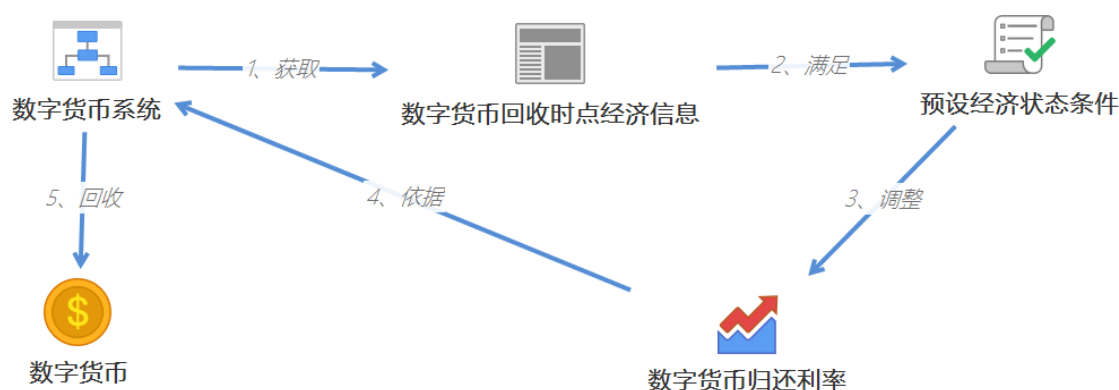 1、获取
2、满足
数字货币系统
数字货币回收时点经济信息
预设经济状态条件
5、回收
4、依据
3、调整
数字货币
数字货币归还利率